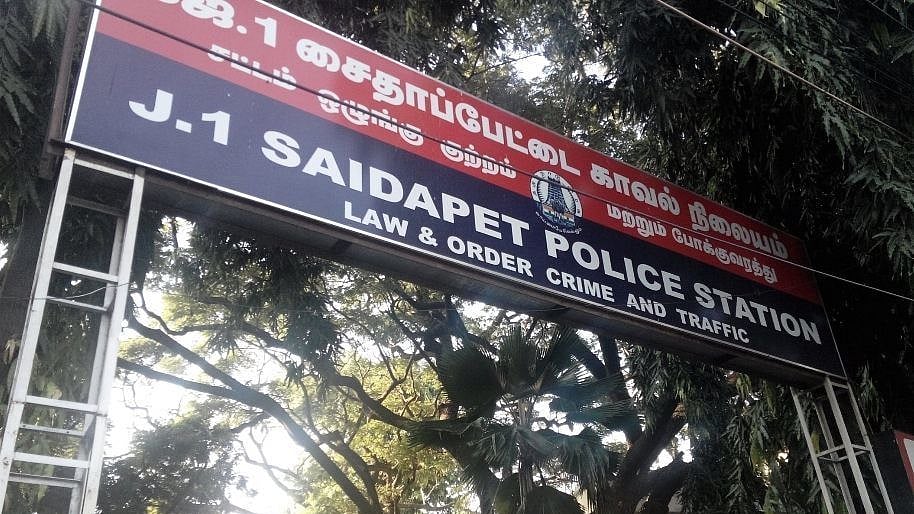 ஜெ.1 சைதாப்பேட்டை காவல் நிலையம்
சட்டம் ஒழுங்கு குற்றம் மற்றும் போக்குவரத்து
J.1 SAIDAPET POLICE STATION
LAW & ORDER CRIME AND TRAFFIC